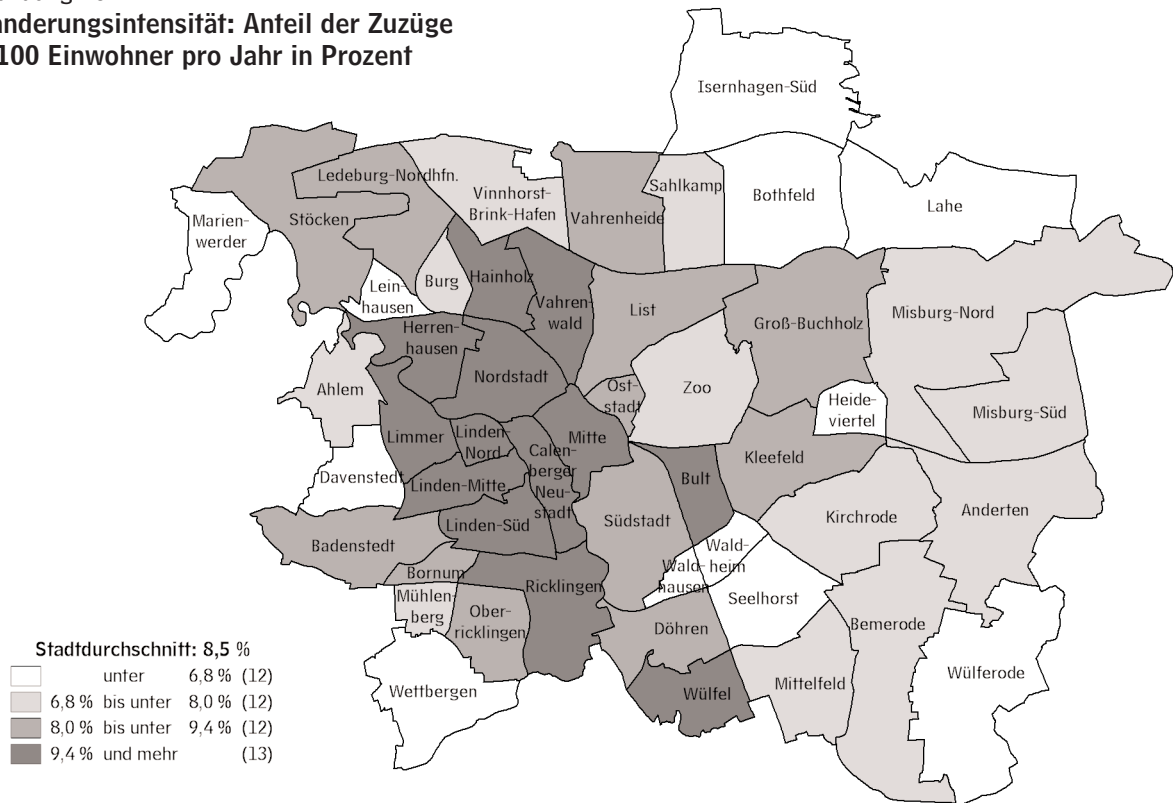 anderungsintensität: Anteil der Zuzüge
100 Einwohner pro Jahr in Prozent
Isernhagen-Süd
Ledeburg-Nordhfn.
Vinnhorst-
Brink-Hafen
Sahlkamp
Bothfeld
Lahe
Marien-
werder
Stöcken
Vahrenheide
Lein-
hausen
Burg
Hainholz
Vahren-
wald
List
Groß-Buchholz
Misburg-Nord
Herren-
hausen
Nordstadt
Ahlem
Ost-
stadt
Zoo
Heide-
viertel
Misburg-Süd
Limmer
Linden-
Nord
Calen-
berger
Neu-
stadt
Mitte
Davenstedt
Linden-Mitte
Bult
Kleefeld
Linden-Süd
Südstadt
Kirchrode
Anderten
Badenstedt
Bornum
Ricklingen
Wald-
heim
Wald-
hausen
Seelhorst
Mühlen-
berg
Ober-
ricklingen
Döhren
Bemerode
Wettbergen
Wülfel
Mittelfeld
Wülferode
Stadtdurchschnitt: 8,5 %
unter 6,8 % (12)
6,8 % bis unter 8,0 % (12)
8,0 % bis unter 9,4 % (12)
9,4 % und mehr (13)